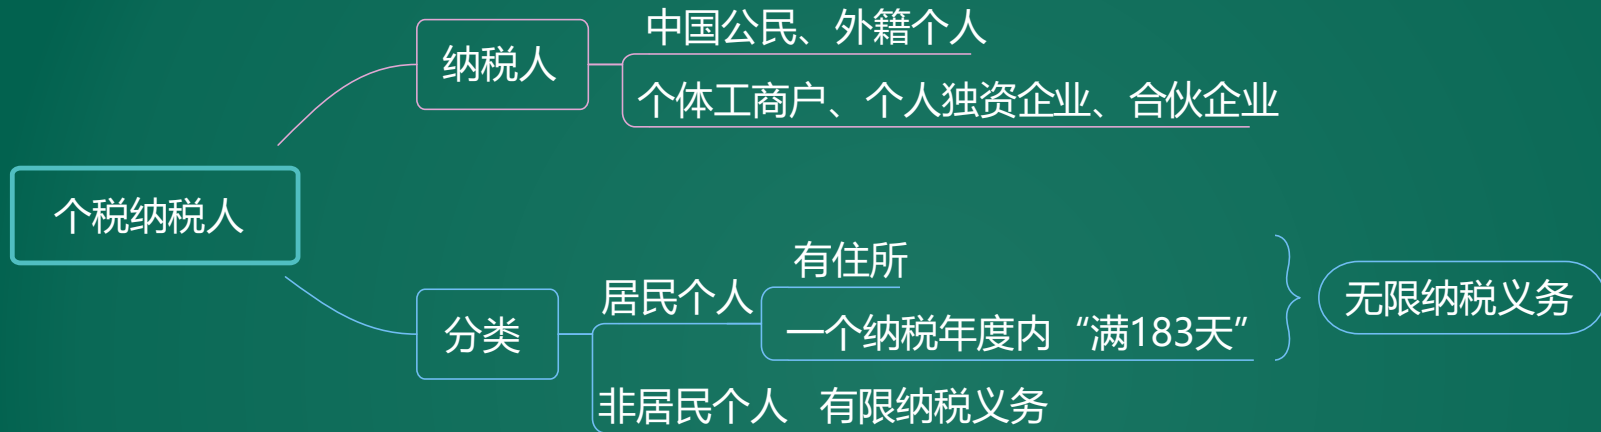 中国公民、外籍个人
纳税人
个体工商户、个人独资企业、合伙企业
个税纳税人
有住所
居民个人
无限纳税义务
一个纳税年度内“满183天”
分类
非居民个人 有限纳税义务